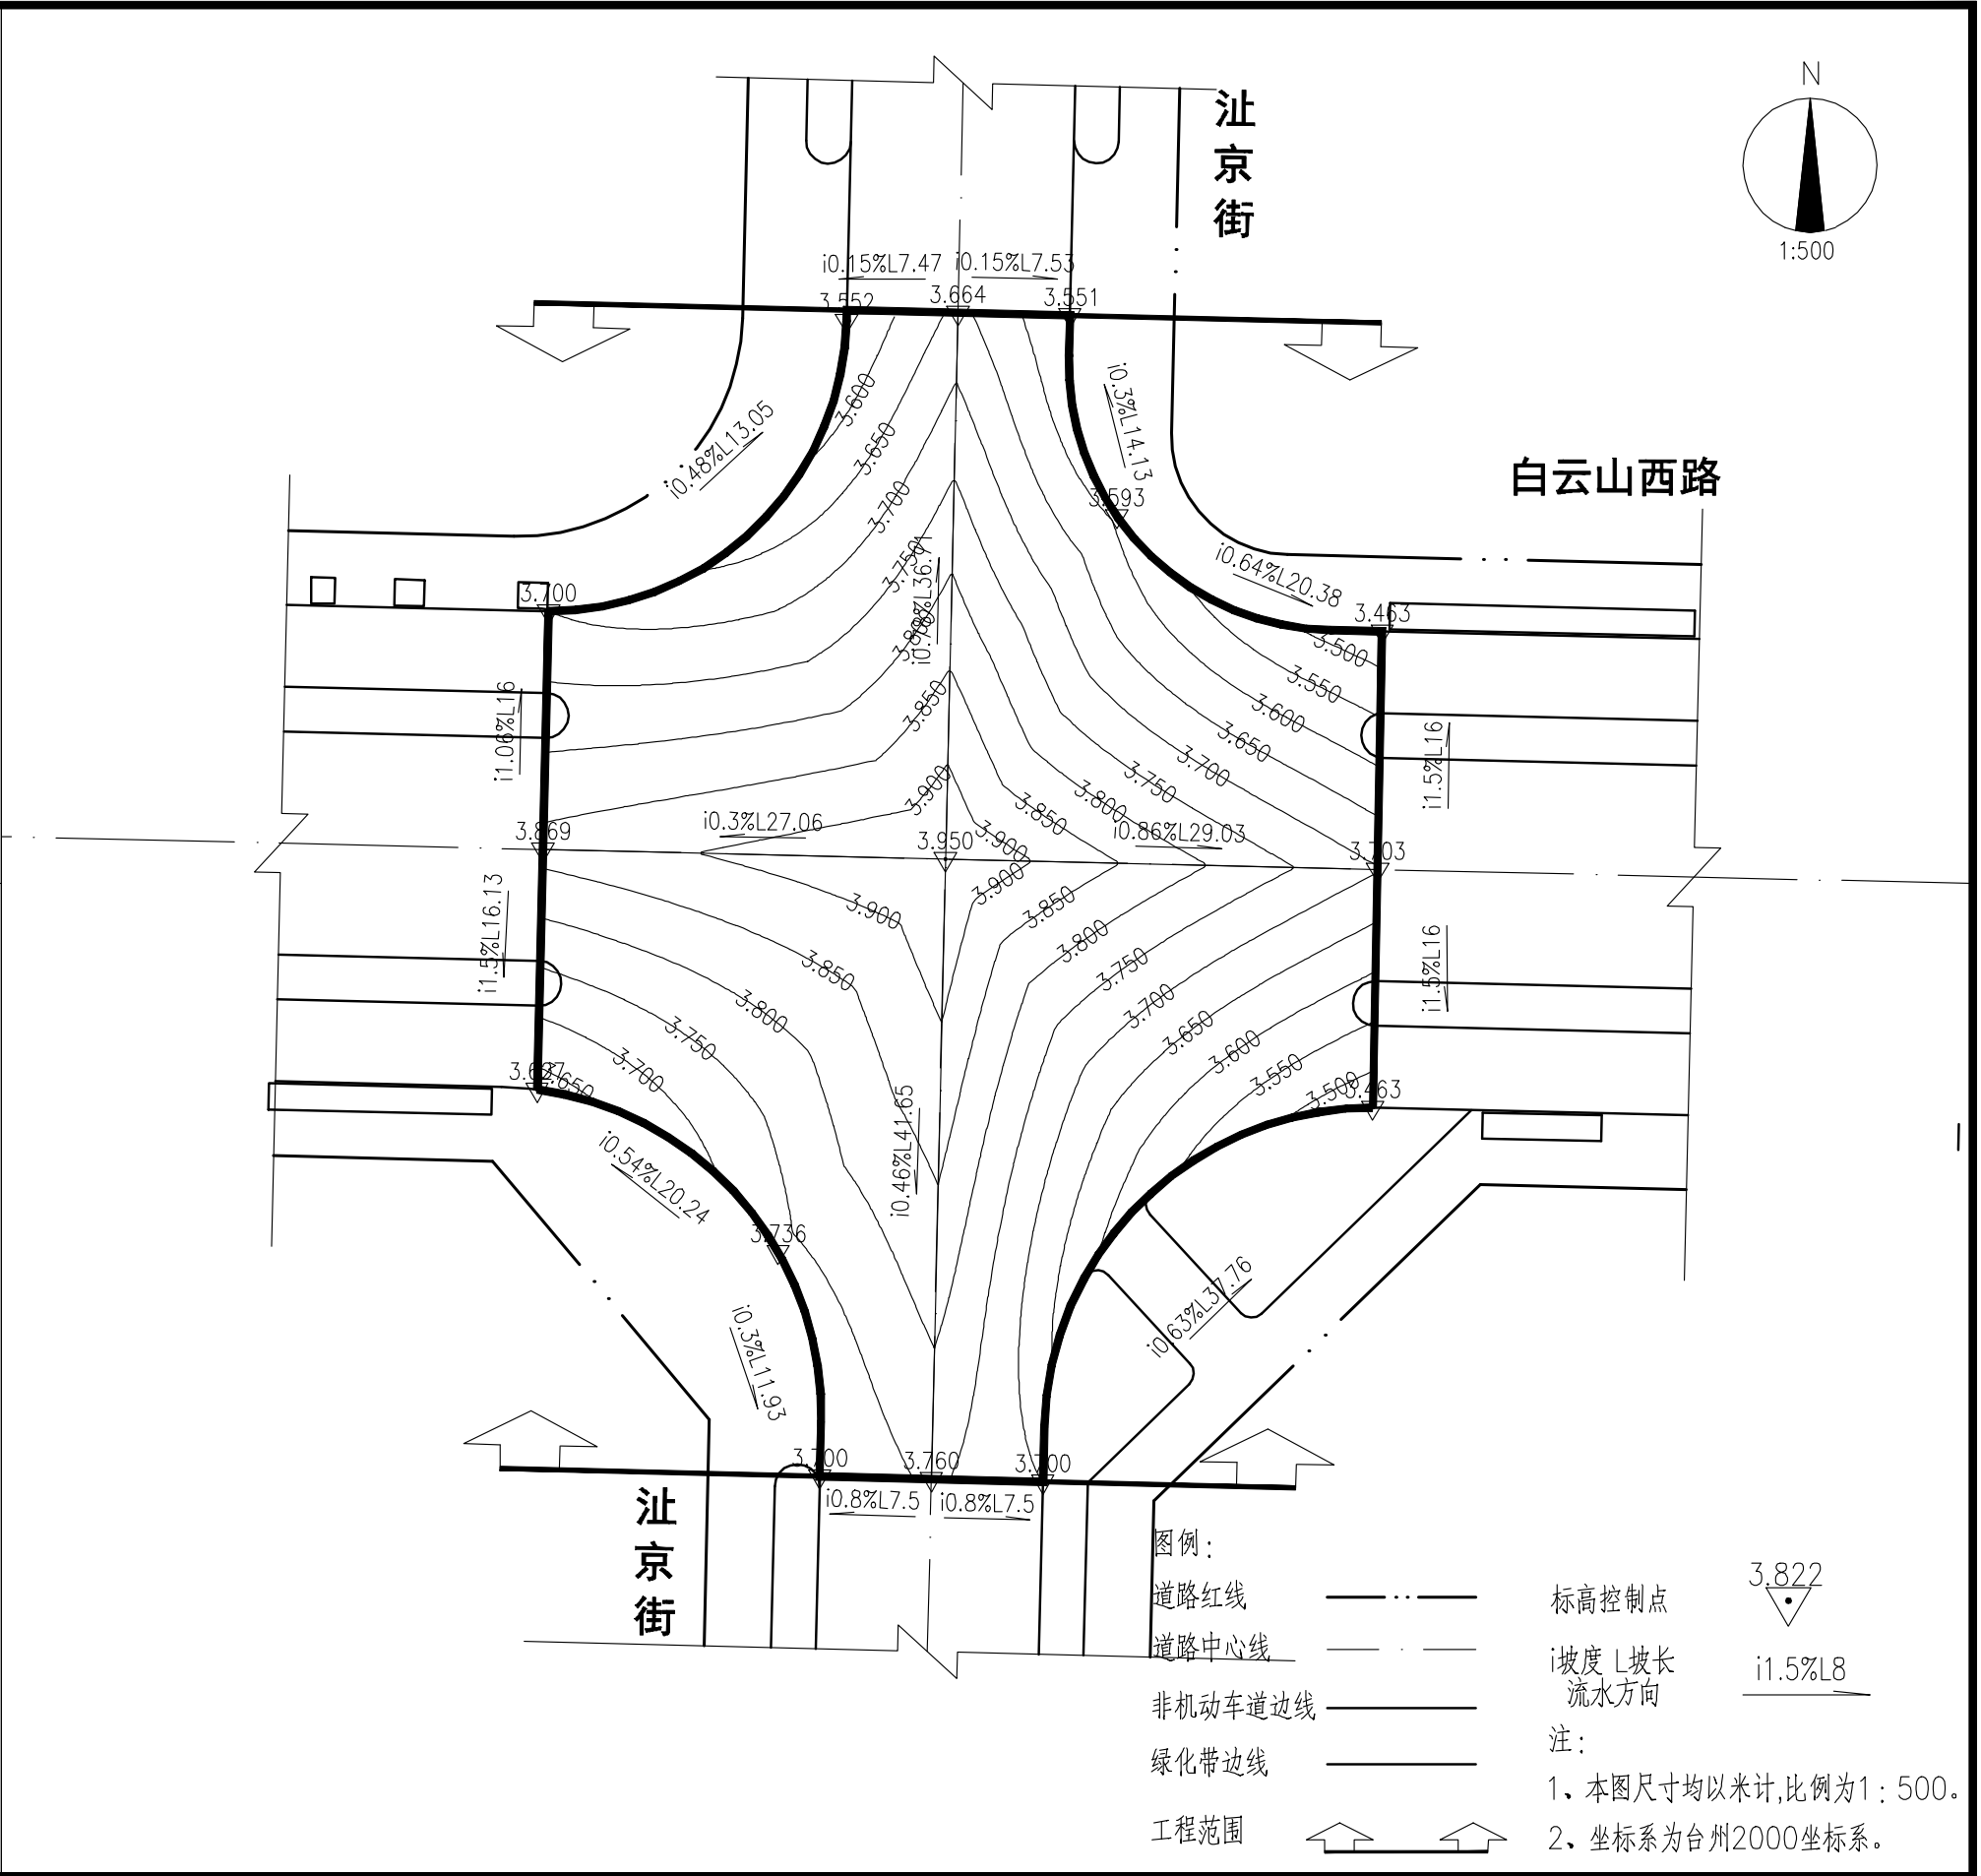 沚京街
N
1:500
白云山西路
i0.15%L7.47
i0.15%L7.53
3.552
3.664
3.551
i0.3%L14.13
3.600
3.650
i0.48%L13.05
3.700
3.593
3.750
i0.64%L20.38
3.700
3.463
3.800
3.500
3.550
3.850
3.600
i1.06%L16
3.650
i1.5%L16
3.700
3.750
3.900
3.800
3.850
i0.3%L27.06
i0.86%L29.03
3.869
3.950
3.900
3.703
3.900
3.900
3.850
i1.5%L16.13
3.800
i1.5%L16
3.850
3.750
3.800
3.700
3.750
3.650
3.700
3.600
3.650
3.550
3.500
3.463
i0.46%L41.65
i0.54%L20.24
3.736
i0.63%L37.76
i0.3%L11.93
3.700
3.760
3.700
i0.8%L7.5
i0.8%L7.5
沚京街
图例：
道路红线
道路中心线
非机动车道边线
绿化带边线
工程范围
标高控制点
3.822
i坡度 L坡长
流水方向
i1.5%L8
注：
1、本图尺寸均以米计,比例为1：500。
2、坐标系为台州2000坐标系。